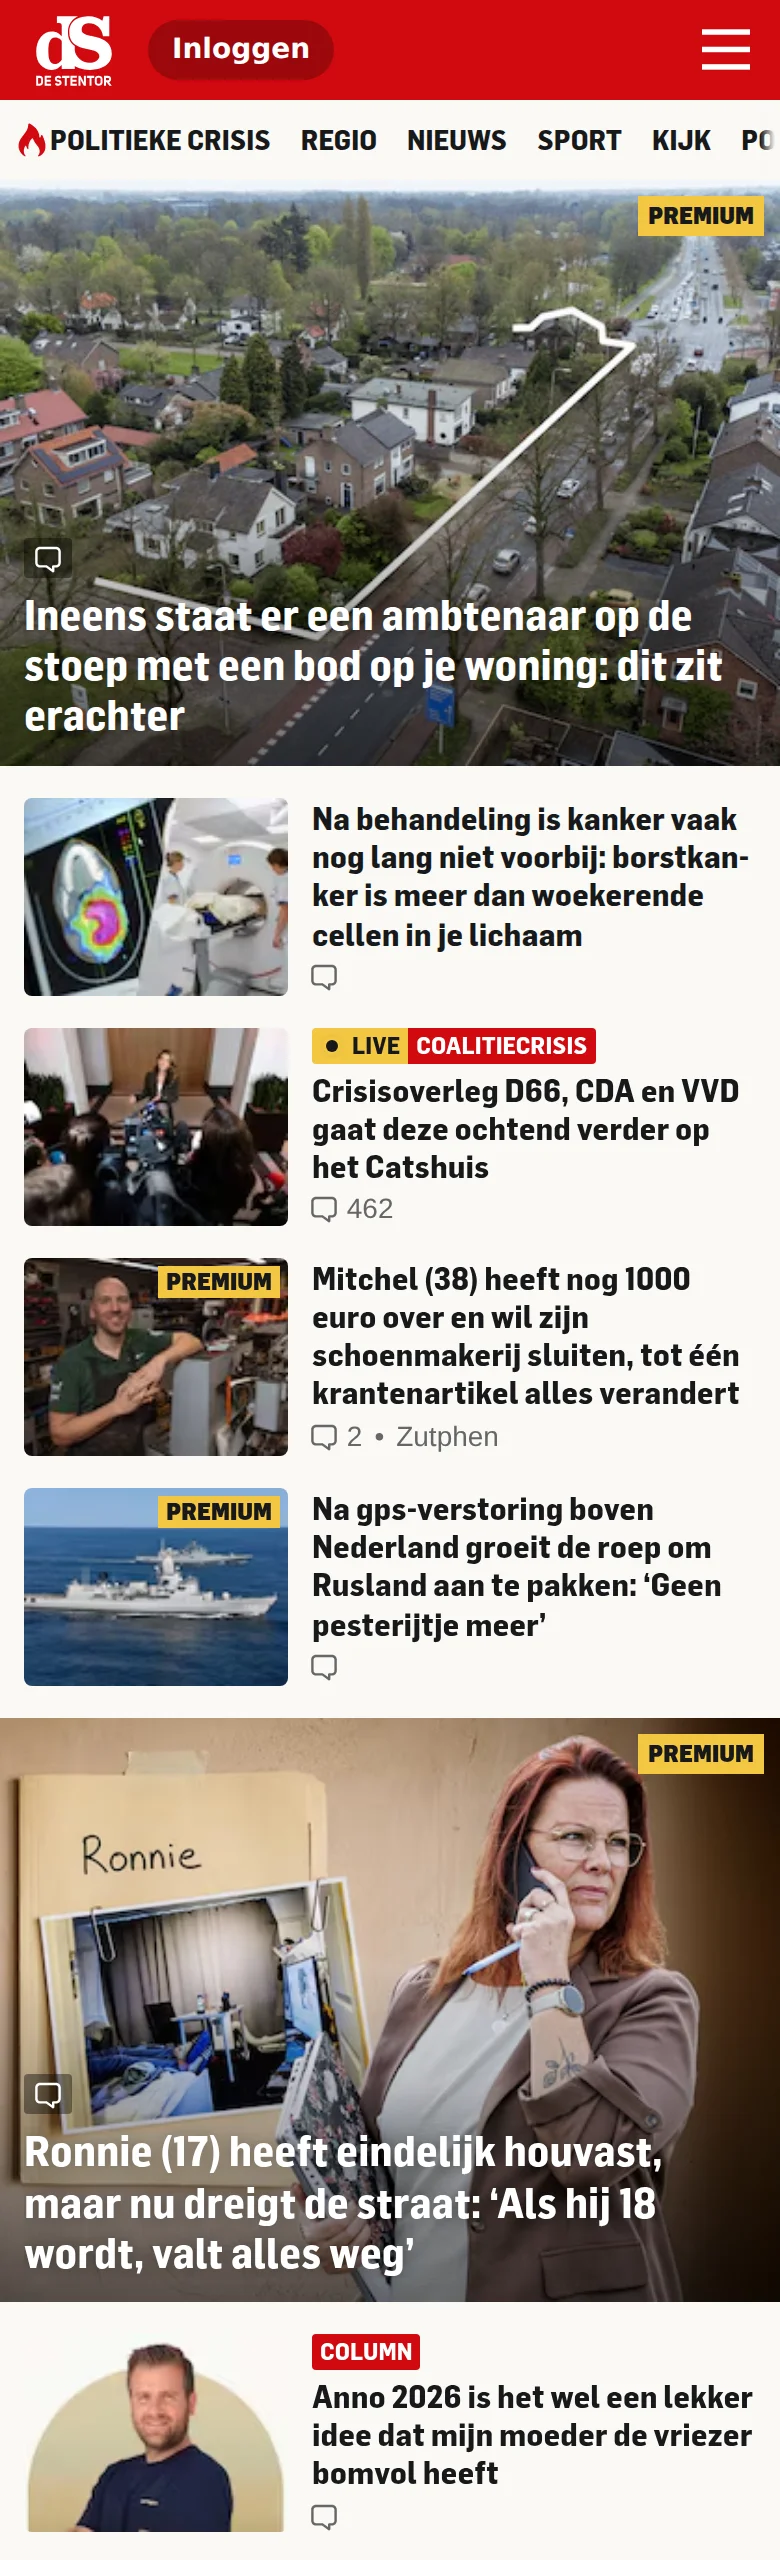 dS
DE STENTOR
Inloggen
POLITIEKE CRISIS REGIO NIEUWS SPORT KIJK PO
PREMIUM
Ineens staat er een ambtenaar op de
stoep met een bod op je woning: dit zit
erachter
Na behandeling is kanker vaak
nog lang niet voorbij: borstkan-
ker is meer dan woekerende
cellen in je lichaam
LIVE COALITIECRISIS
Crisisoverleg D66, CDA en VVD
gaat deze ochtend verder op
het Catshuis
462
PREMIUM
Mitchel (38) heeft nog 1000
euro over en wil zijn
schoenmakerij sluiten, tot één
krantenartikel alles verandert
2 • Zutphen
PREMIUM
Na gps-verstoring boven
Nederland groeit de roep om
Rusland aan te pakken: ‘Geen
pesterijtje meer’
PREMIUM
Ronnie
Ronnie (17) heeft eindelijk houvast,
maar nu dreigt de straat: ‘Als hij 18
wordt, valt alles weg’
COLUMN
Anno 2026 is het wel een lekker
idee dat mijn moeder de vriezer
bomvol heeft